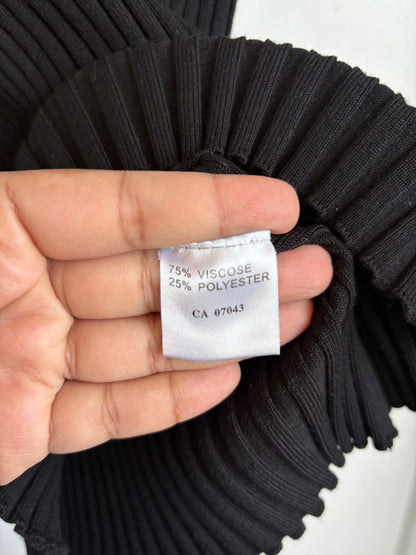 75% VISCOSE
25% POLYESTER
CA 07043